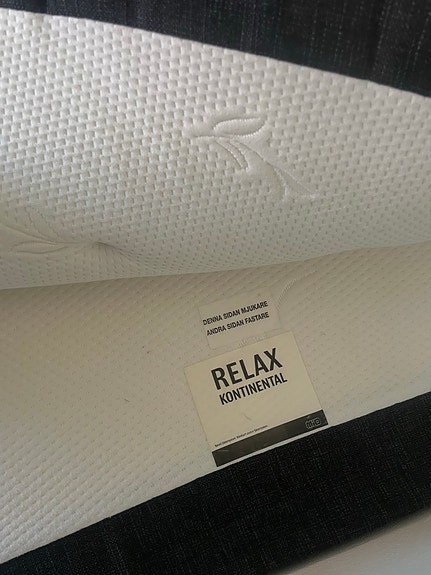 DENNA SIDAN MJUKARE
ANDRA SIDAN FASTARE
RELAX
KONTINENTAL